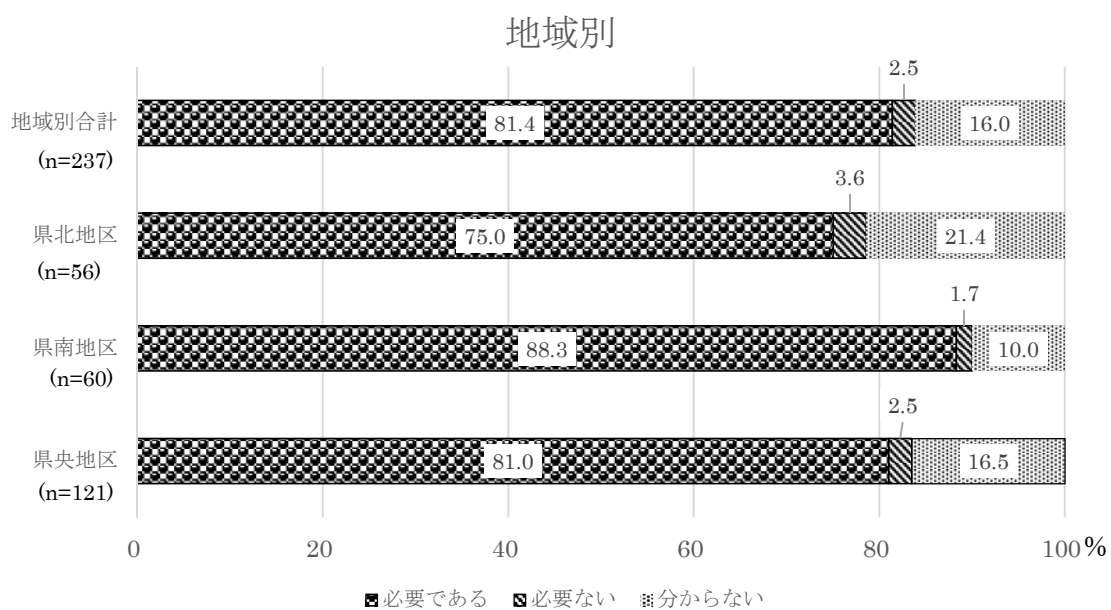 地域別
2.5
地域別合計 81.4 16.0
(n=237)
3.6
県北地区 75.0 21.4
(n=56)
1.7
県南地区 88.3 10.0
(n=60)
2.5
県央地区 81.0 16.5
(n=121)
0 20 40 60 80 100 %
必要である 必要ない 分からない